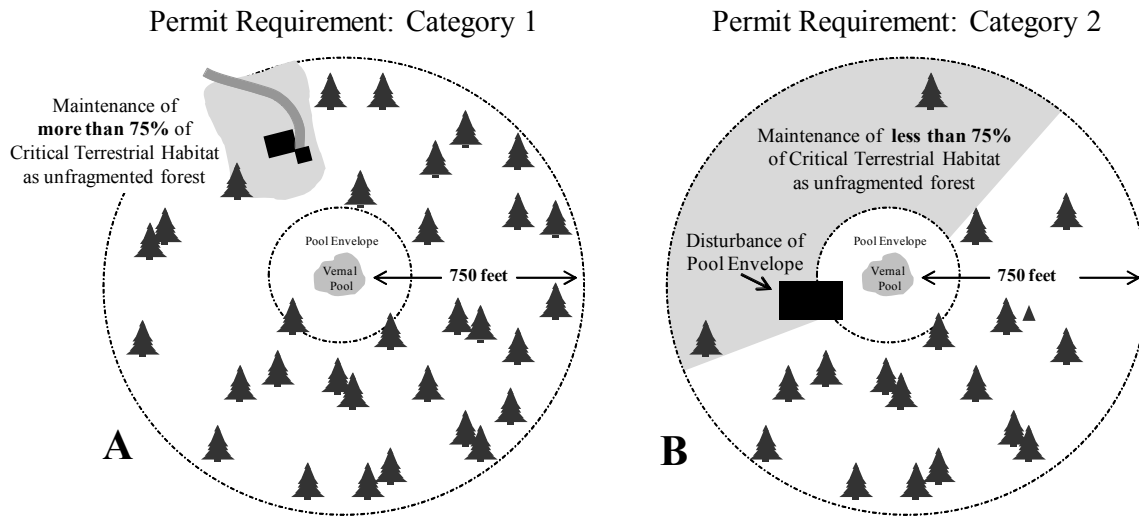 Permit Requirement: Category 1
Maintenance of
more than 75% of
Critical Terrestrial Habitat
as unfragmented forest
Pool Envelope
Vernal
Pool
750 feet
A
Permit Requirement: Category 2
Maintenance of less than 75%
of Critical Terrestrial Habitat
as unfragmented forest
Disturbance of
Pool Envelope
Pool Envelope
Vernal
Pool
750 feet
B